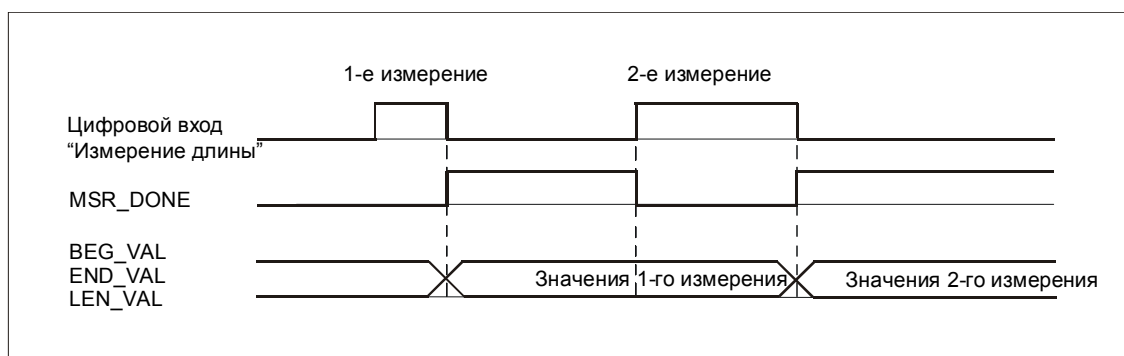 1-е измерение
2-е измерение
Цифровой вход
“Измерение длины”
MSR_DONE
BEG_VAL
END_VAL
LEN_VAL
Значения 1-го измерения
Значения 2-го измерения